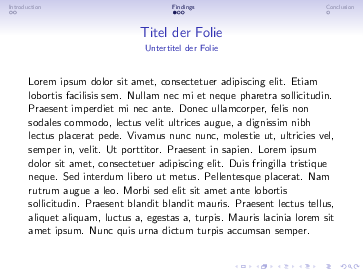 Introduction Findings Conclusion
Titel der Folie
Untertitel der Folie
Lorem ipsum dolor sit amet, consectetuer adipiscing elit. Etiam
lobortis facilisis sem. Nullam nec mi et neque pharetra sollicitudin.
Praesent imperdiet mi nec ante. Donec ullamcorper, felis non
sodales commodo, lectus velit ultrices augue, a dignissim nibh
lectus placerat pede. Vivamus nunc nunc, molestie ut, ultricies vel,
semper in, velit. Ut porttitor. Praesent in sapien. Lorem ipsum
dolor sit amet, consectetuer adipiscing elit. Duis fringilla tristique
neque. Sed interdum libero ut metus. Pellentesque placerat. Nam
rutrum augue a leo. Morbi sed elit sit amet ante lobortis
sollicitudin. Praesent blandit blandit mauris. Praesent lectus tellus,
aliquet aliquam, luctus a, egestas a, turpis. Mauris lacinia lorem sit
amet ipsum. Nunc quis urna dictum turpis accumsan semper.